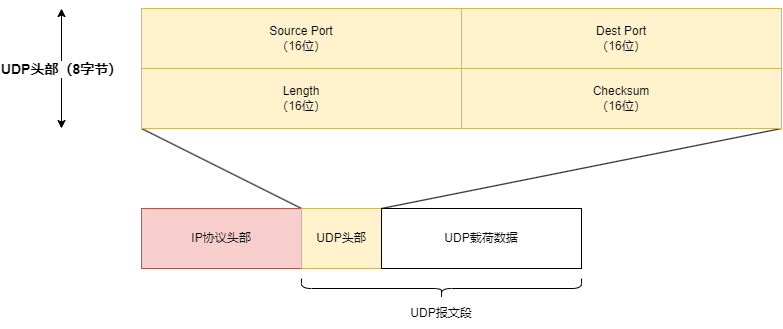 Source Port
（16位）
Dest Port
（16位）
UDP头部（8字节）
Length
（16位）
Checksum
（16位）
IP协议头部
UDP头部
UDP载荷数据
UDP报文段